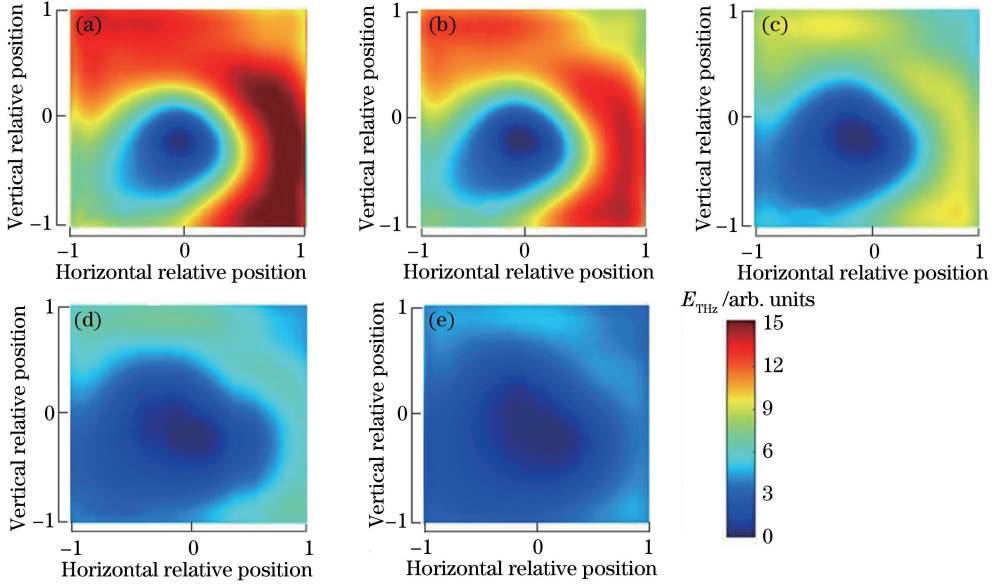 (a)
Vertical relative position
1
0
−1
−1
0
1
Horizontal relative position
(b)
Vertical relative position
1
0
−1
−1
0
1
Horizontal relative position
(c)
Vertical relative position
1
0
−1
−1
0
1
Horizontal relative position
(d)
Vertical relative position
1
0
−1
−1
0
1
Horizontal relative position
(e)
Vertical relative position
1
0
−1
−1
0
1
Horizontal relative position
E_THz /arb. units
15
12
9
6
3
0